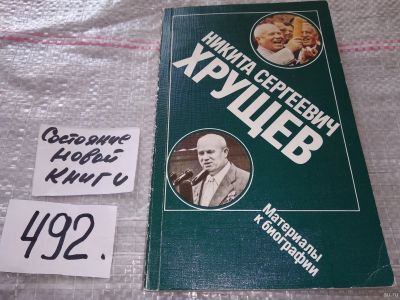 Состояние
новой
книги
492.
НИКИТА СЕРГЕЕВИЧ
ХРУЩЕВ
Материалы
к биографии